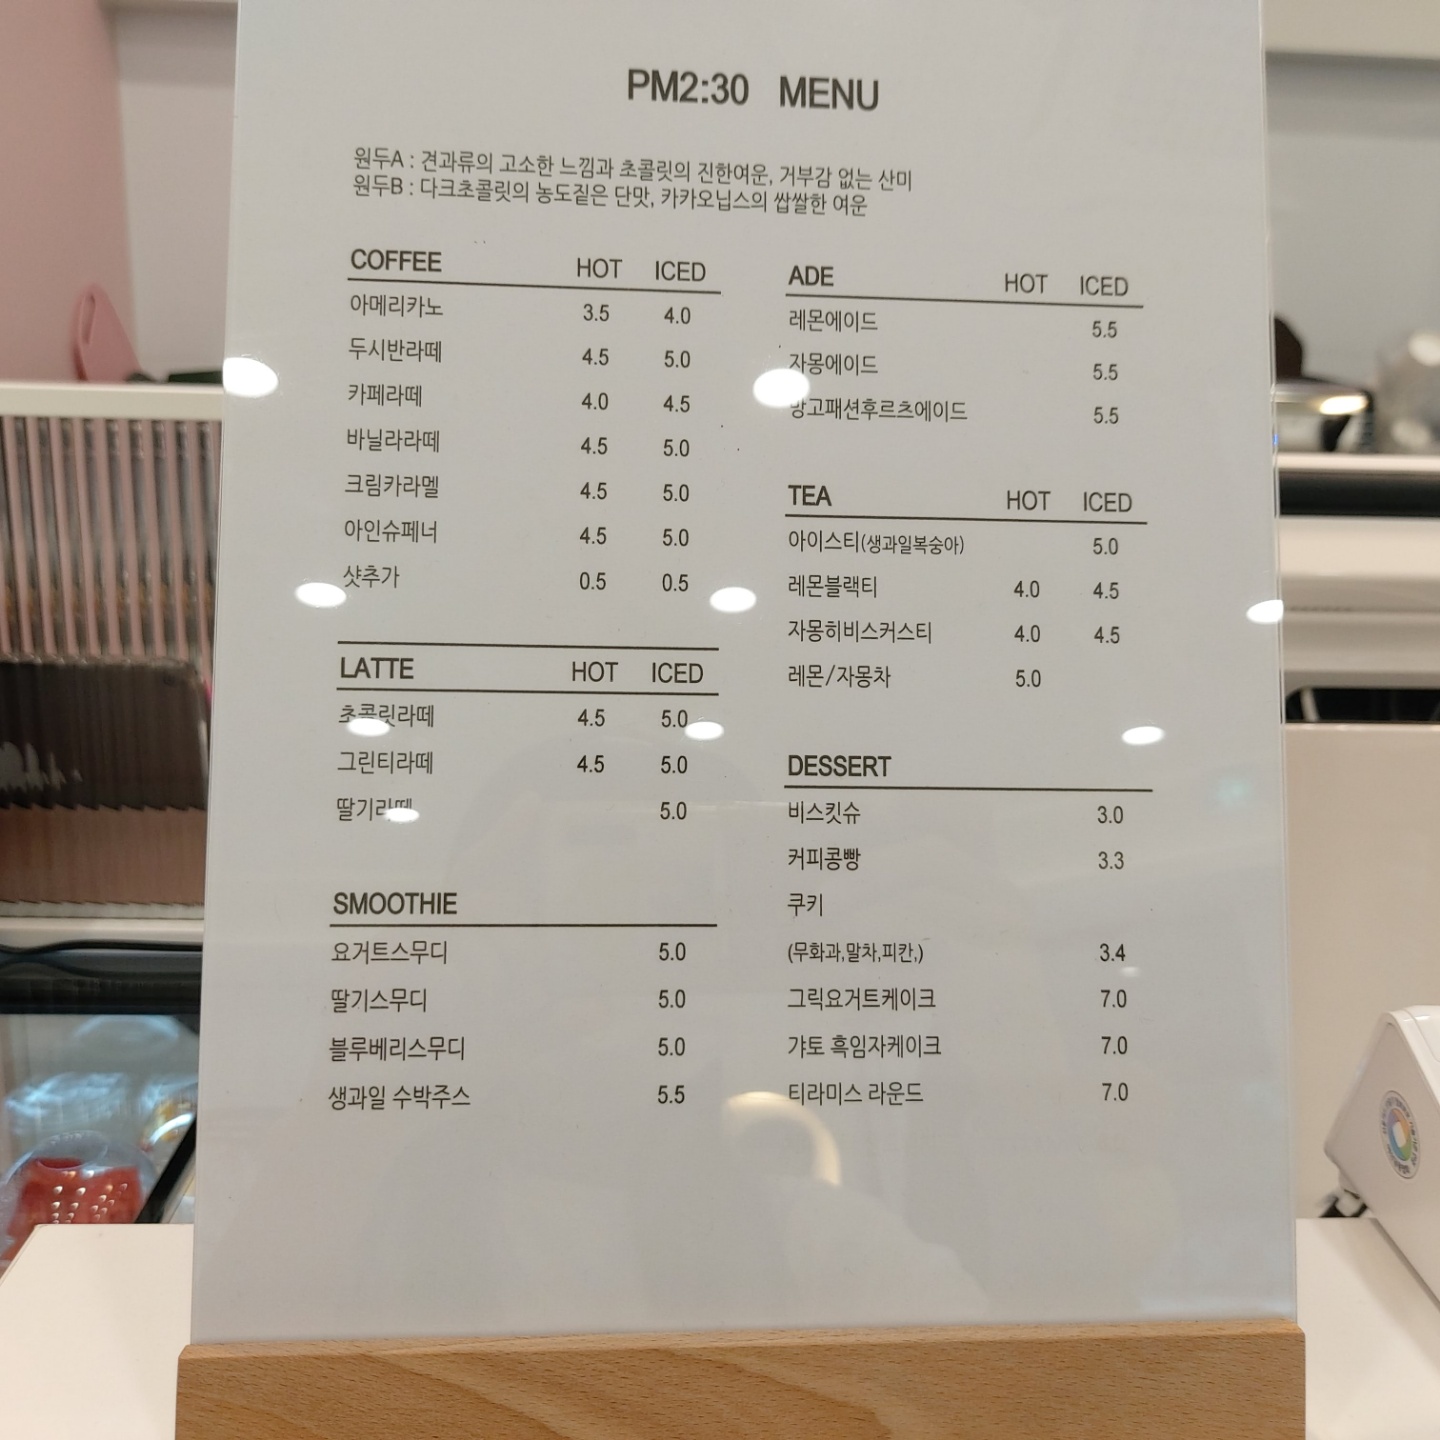 PM2:30 MENU
원두A : 견과류의 고소한 느낌과 초콜릿의 진한여운, 거부감 없는 산미
원두B : 다크초콜릿의 농도짙은 단맛, 카카오닙스의 쌉쌀한 여운
COFFEE HOT ICED
아메리카노 3.5 4.0
두시반라떼 4.5 5.0
카페라떼 4.0 4.5
바닐라라떼 4.5 5.0
크림카라멜 4.5 5.0
아인슈페너 4.5 5.0
샷추가 0.5 0.5
LATTE HOT ICED
초콜릿라떼 4.5 5.0
그린티라떼 4.5 5.0
딸기라떼 5.0
SMOOTHIE
요거트스무디 5.0
딸기스무디 5.0
블루베리스무디 5.0
생과일 수박주스 5.5
ADE HOT ICED
레몬에이드 5.5
자몽에이드 5.5
망고패션후르츠에이드 5.5
TEA HOT ICED
아이스티(생과일복숭아) 5.0
레몬블랙티 4.0 4.5
자몽히비스커스티 4.0 4.5
레몬/자몽차 5.0
DESSERT
비스킷슈 3.0
커피콩빵 3.3
쿠키
(무화과,말차,피칸,) 3.4
그릭요거트케이크 7.0
갸토 흑임자케이크 7.0
티라미스 라운드 7.0